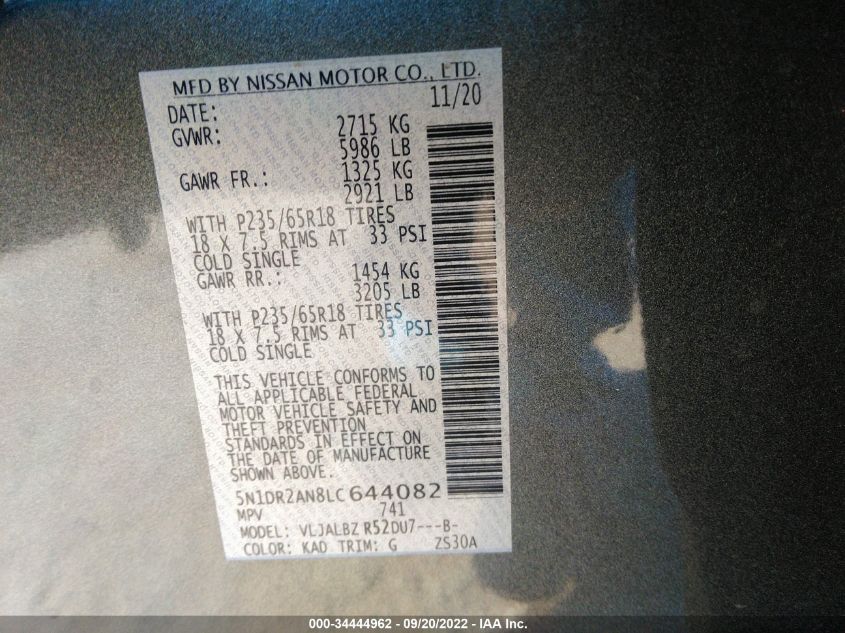 MFD BY NISSAN MOTOR CO., LTD.
DATE: 11/20
GVWR: 2715 KG
5986 LB
GAWR FR.: 1325 KG
2921 LB
WITH P235/65R18 TIRES
18 X 7.5 RIMS AT 33 PSI
COLD SINGLE
GAWR RR.: 1454 KG
3205 LB
WITH P235/65R18 TIRES
18 X 7.5 RIMS AT 33 PSI
COLD SINGLE
THIS VEHICLE CONFORMS TO
ALL APPLICABLE FEDERAL
MOTOR VEHICLE SAFETY AND
THEFT PREVENTION
STANDARDS IN EFFECT ON
THE DATE OF MANUFACTURE
SHOWN ABOVE.
5N1DR2AN8LC644082
MPV 741
MODEL: VLJALBZ R52DU7---B-
COLOR: KAD TRIM: G ZS30A
000-34444962 - 09/20/2022 - IAA Inc.